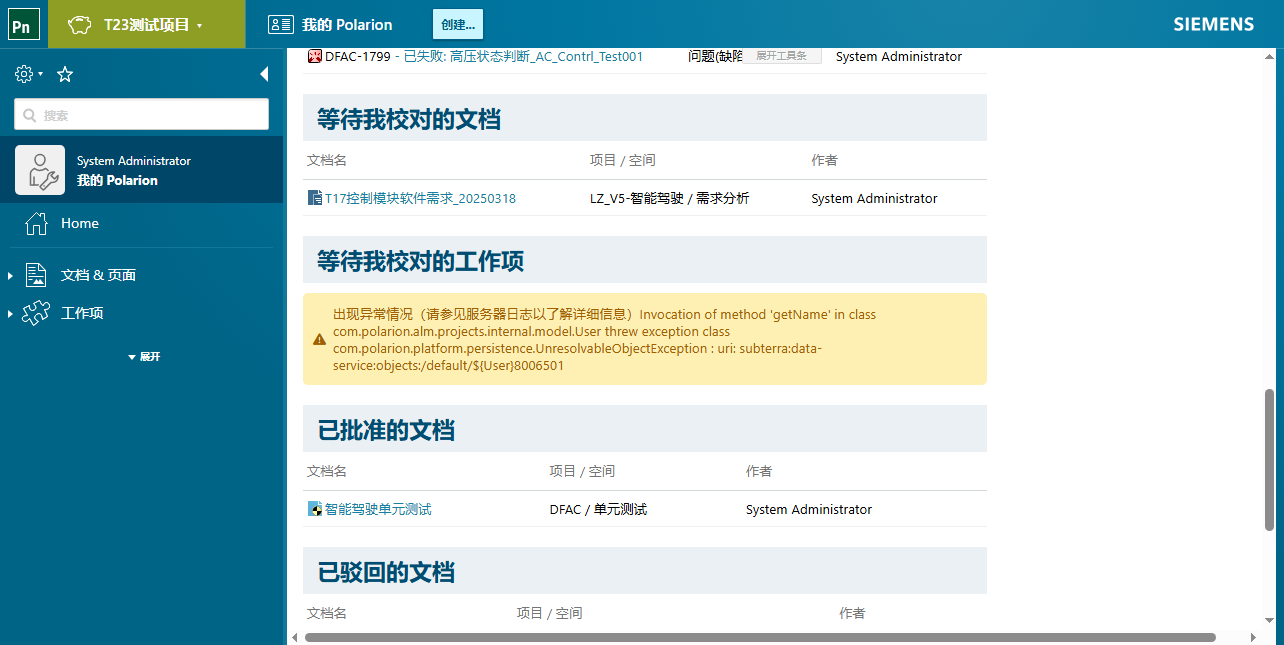 Pn
T23测试项目
我的 Polarion
创建...
SIEMENS
搜索
System Administrator
我的 Polarion
Home
文档 & 页面
工作项
展开
DFAC-1799 - 已失败: 高压状态判断_AC_Contrl_Test001 问题(缺陷 展开工具条 System Administrator
等待我校对的文档
文档名 项目 / 空间 作者
T17控制模块软件需求_20250318 LZ_V5-智能驾驶 / 需求分析 System Administrator
等待我校对的工作项
出现异常情况（请参见服务器日志以了解详细信息）Invocation of method 'getName' in class
com.polarion.alm.projects.internal.model.User threw exception class
com.polarion.platform.persistence.UnresolvableObjectException : uri: subterra:data-
service:objects:/default/${User}8006501
已批准的文档
文档名 项目 / 空间 作者
智能驾驶单元测试 DFAC / 单元测试 System Administrator
已驳回的文档
文档名 项目 / 空间 作者